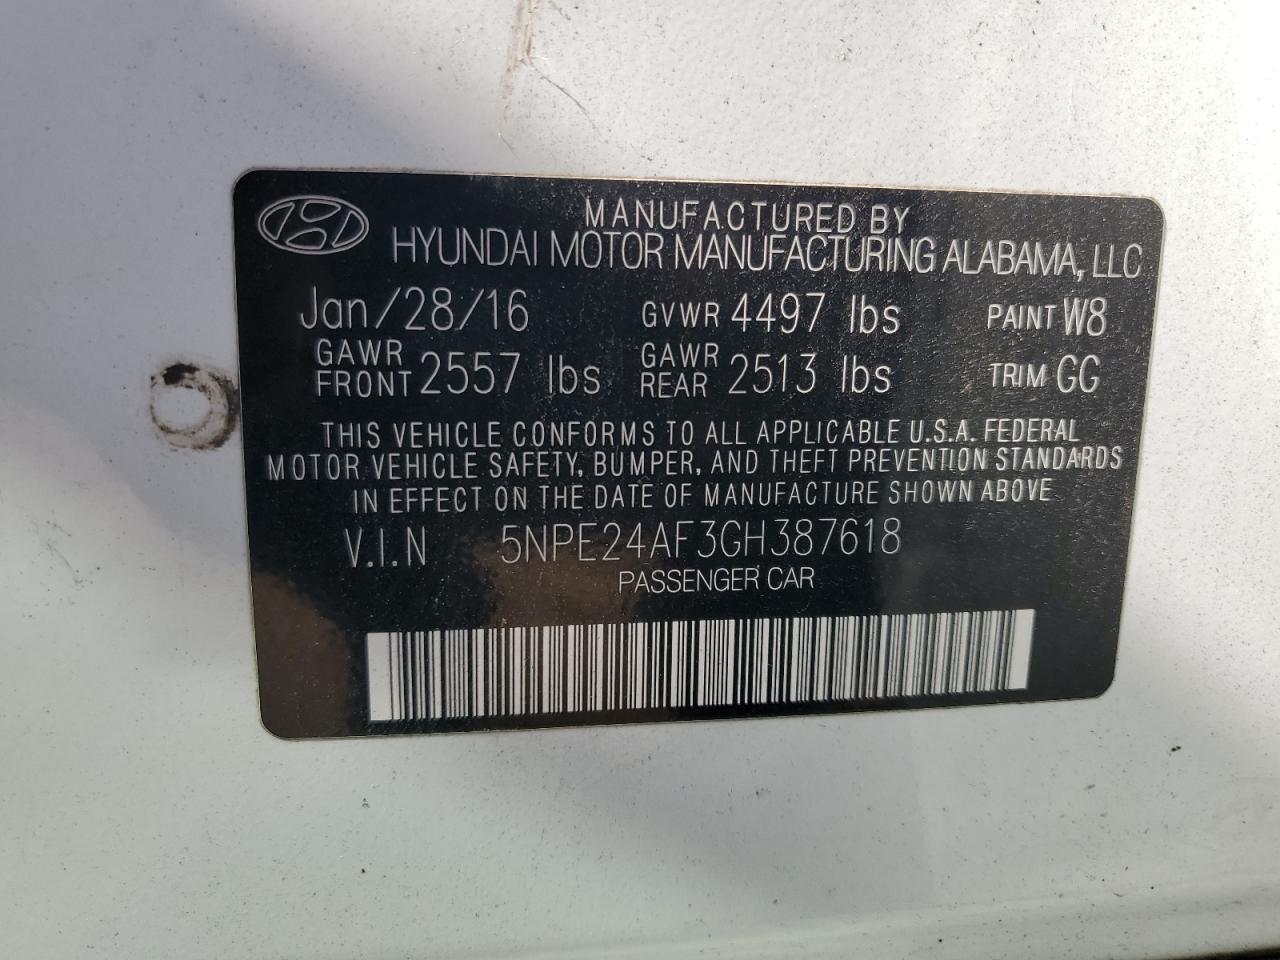 MANUFACTURED BY
HYUNDAI MOTOR MANUFACTURING ALABAMA, LLC
Jan/28/16 GVWR 4497 lbs PAINT W8
GAWR FRONT 2557 lbs GAWR REAR 2513 lbs TRIM GG
THIS VEHICLE CONFORMS TO ALL APPLICABLE U.S.A. FEDERAL
MOTOR VEHICLE SAFETY, BUMPER, AND THEFT PREVENTION STANDARDS
IN EFFECT ON THE DATE OF MANUFACTURE SHOWN ABOVE
V.I.N 5NPE24AF3GH387618
PASSENGER CAR